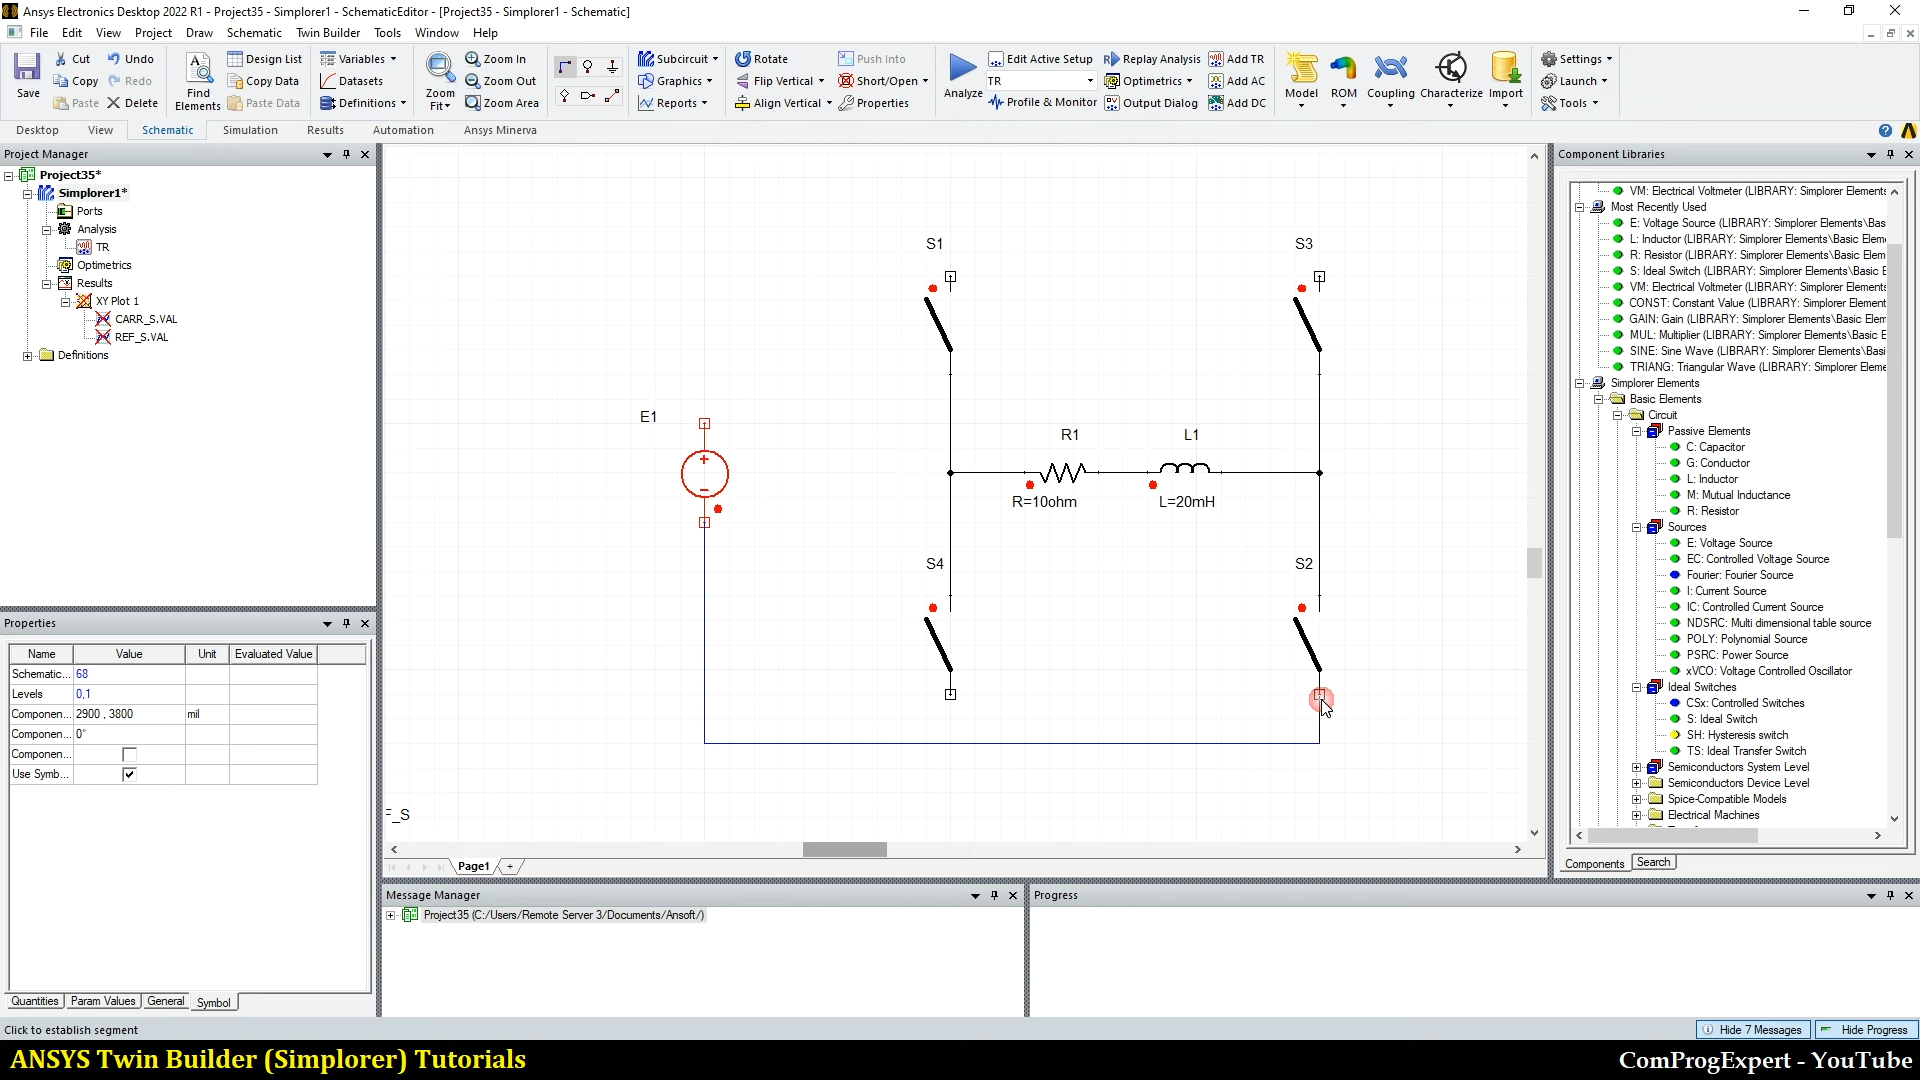 Ansys Electronics Desktop 2022 R1 - Project35 - Simplorer1 - SchematicEditor - [Project35 - Simplorer1 - Schematic]
File Edit View Project Draw Schematic Twin Builder Tools Window Help
Save
Cut
Copy
Paste
Undo
Redo
Delete
Find Elements
Design List
Copy Data
Paste Data
Variables
Datasets
Definitions
Zoom Fit
Zoom In
Zoom Out
Zoom Area
Subcircuit
Graphics
Reports
Rotate
Flip Vertical
Align Vertical
Push Into
Short/Open
Properties
Analyze
Edit Active Setup
TR
Profile & Monitor
Replay Analysis
Optimetrics
Output Dialog
Add TR
Add AC
Add DC
Model
ROM
Coupling
Characterize
Import
Settings
Launch
Tools
Desktop View Schematic Simulation Results Automation Ansys Minerva
Project Manager
Project35*
Simplorer1*
Ports
Analysis
TR
Optimetrics
Results
XY Plot 1
CARR_S.VAL
REF_S.VAL
Definitions
Properties
Name Value Unit Evaluated Value
Schematic... 68
Levels 0,1
Componen... 2900 , 3800 mil
Componen... 0°
Componen...
Use Symb...
Quantities Param Values General Symbol
S1
S3
E1
R1
L1
R=10ohm
L=20mH
S4
S2
_S
Page1 +
Component Libraries
VM: Electrical Voltmeter (LIBRARY: Simplorer Elements
Most Recently Used
E: Voltage Source (LIBRARY: Simplorer Elements\Bas
L: Inductor (LIBRARY: Simplorer Elements\Basic Elem
R: Resistor (LIBRARY: Simplorer Elements\Basic Elem
S: Ideal Switch (LIBRARY: Simplorer Elements\Basic E
VM: Electrical Voltmeter (LIBRARY: Simplorer Elements
CONST: Constant Value (LIBRARY: Simplorer Elements
GAIN: Gain (LIBRARY: Simplorer Elements\Basic Elem
MUL: Multiplier (LIBRARY: Simplorer Elements\Basic E
SINE: Sine Wave (LIBRARY: Simplorer Elements\Basi
TRIANG: Triangular Wave (LIBRARY: Simplorer Eleme
Simplorer Elements
Basic Elements
Circuit
Passive Elements
C: Capacitor
G: Conductor
L: Inductor
M: Mutual Inductance
R: Resistor
Sources
E: Voltage Source
EC: Controlled Voltage Source
Fourier: Fourier Source
I: Current Source
IC: Controlled Current Source
NDSRC: Multi dimensional table source
POLY: Polynomial Source
PSRC: Power Source
xVCO: Voltage Controlled Oscillator
Ideal Switches
CSx: Controlled Switches
S: Ideal Switch
SH: Hysteresis switch
TS: Ideal Transfer Switch
Semiconductors System Level
Semiconductors Device Level
Spice-Compatible Models
Electrical Machines
Components Search
Message Manager
Project35 (C:/Users/Remote Server 3/Documents/Ansoft/)
Progress
Click to establish segment
Hide 7 Messages
Hide Progress
ANSYS Twin Builder (Simplorer) Tutorials
ComProgExpert - YouTube